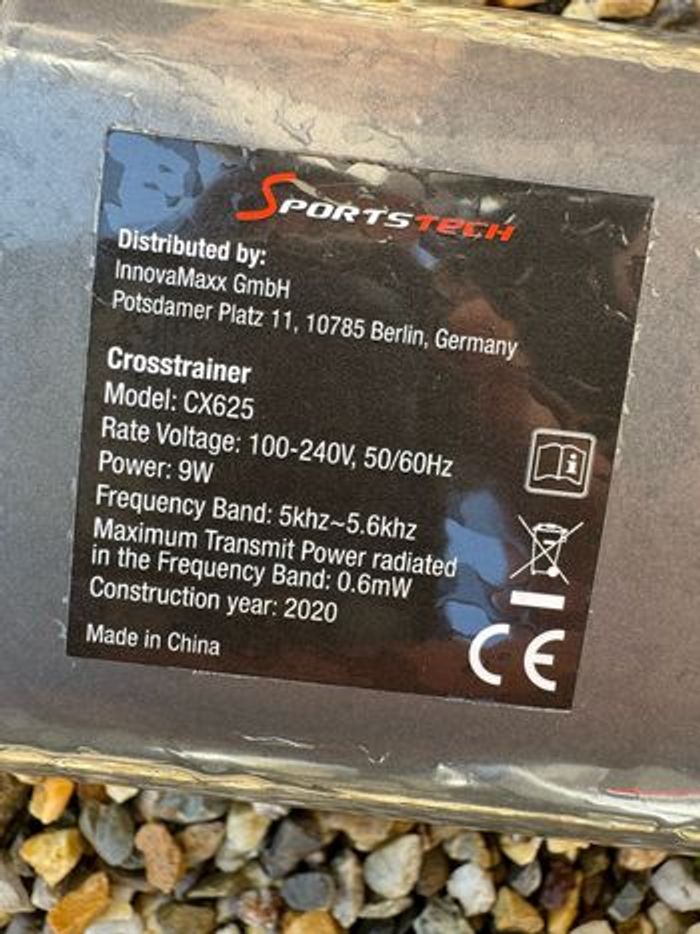 SPORTSTECH
Distributed by:
InnovaMaxx GmbH
Potsdamer Platz 11, 10785 Berlin, Germany
Crosstrainer
Model: CX625
Rate Voltage: 100-240V, 50/60Hz
Power: 9W
Frequency Band: 5khz~5.6khz
Maximum Transmit Power radiated
in the Frequency Band: 0.6mW
Construction year: 2020
Made in China
CE